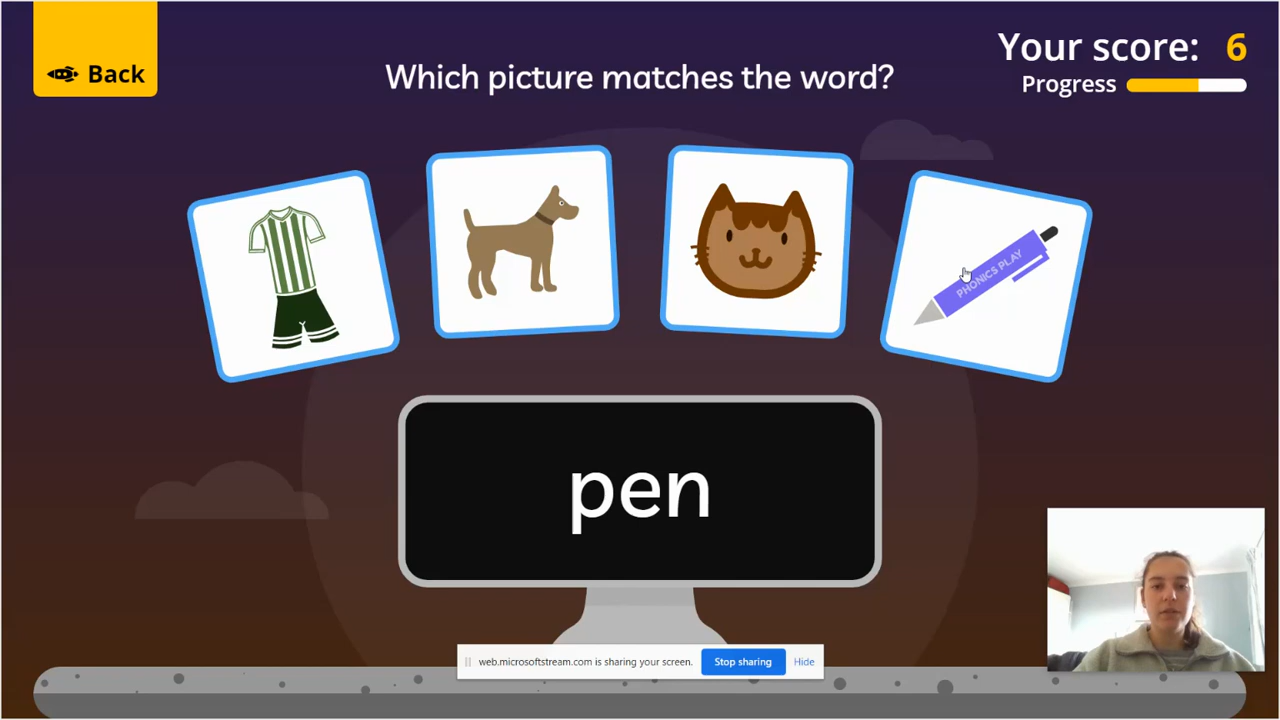 Back
Which picture matches the word?
Your score: 6
Progress
PHONICS PLAY
pen
web.microsoftstream.com is sharing your screen.
Stop sharing
Hide